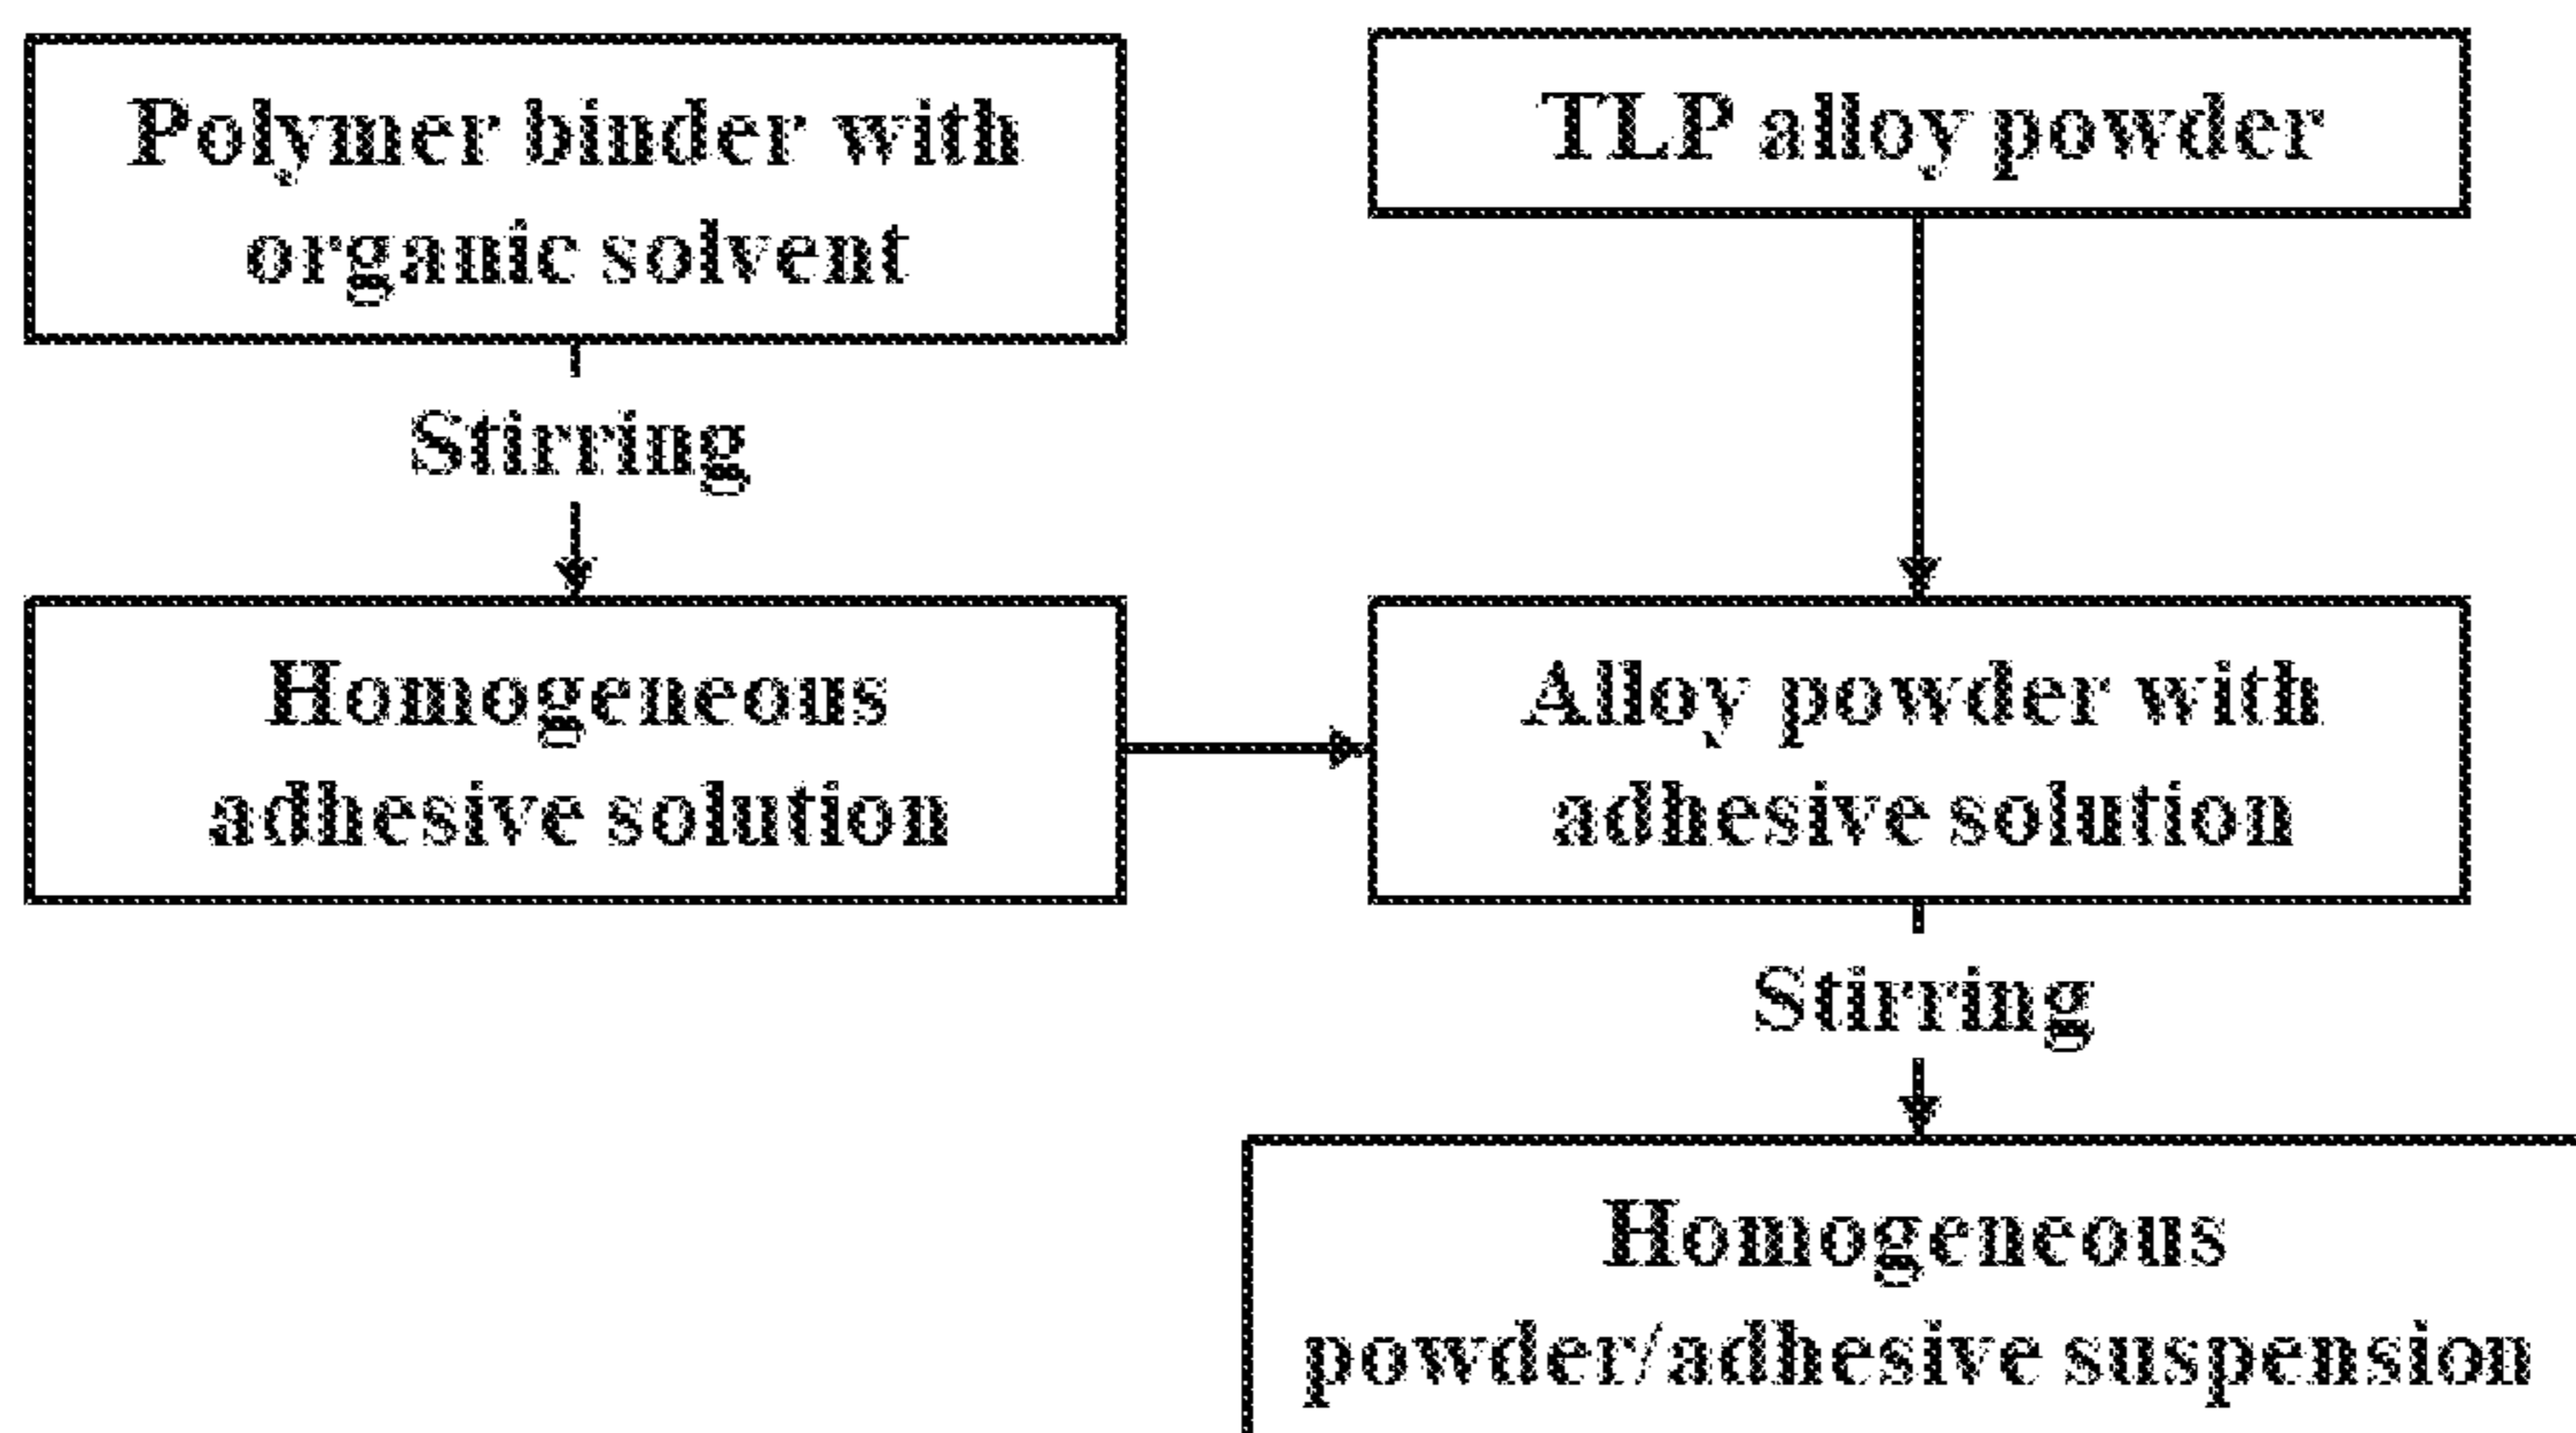 Polymer binder with
organic solvent
TLP alloy powder
Stirring
Homogeneous
adhesive solution
Alloy powder with
adhesive solution
Stirring
Homogeneous
powder/adhesive suspension